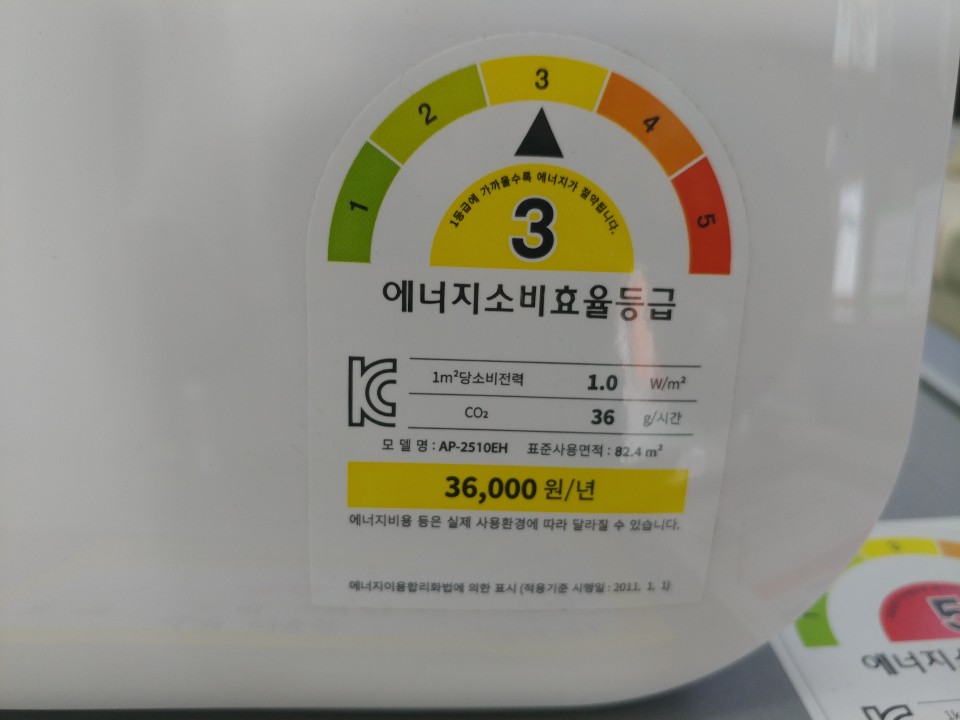 1 2 3 4 5
1등급에 가까울수록 에너지가 절약됩니다.
3
에너지소비효율등급
1m²당소비전력 1.0 W/m²
CO₂ 36 g/시간
모 델 명 : AP-2510EH 표준사용면적 : 82.4 m²
36,000 원/년
에너지비용 등은 실제 사용환경에 따라 달라질 수 있습니다.
에너지이용합리화법에 의한 표시 (적용기준 시행일 : 2011. 1. 1)
5
에너지소